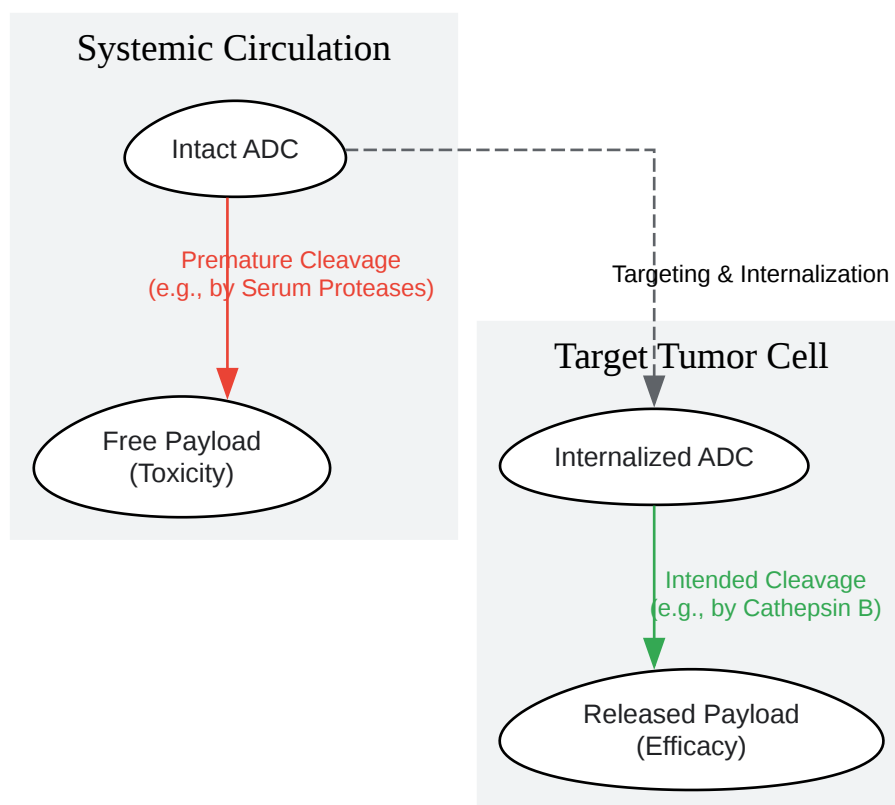 Systemic Circulation
Intact ADC
Premature Cleavage
(e.g., by Serum Proteases)
Free Payload
(Toxicity)
Targeting & Internalization
Target Tumor Cell
Internalized ADC
Intended Cleavage
(e.g., by Cathepsin B)
Released Payload
(Efficacy)